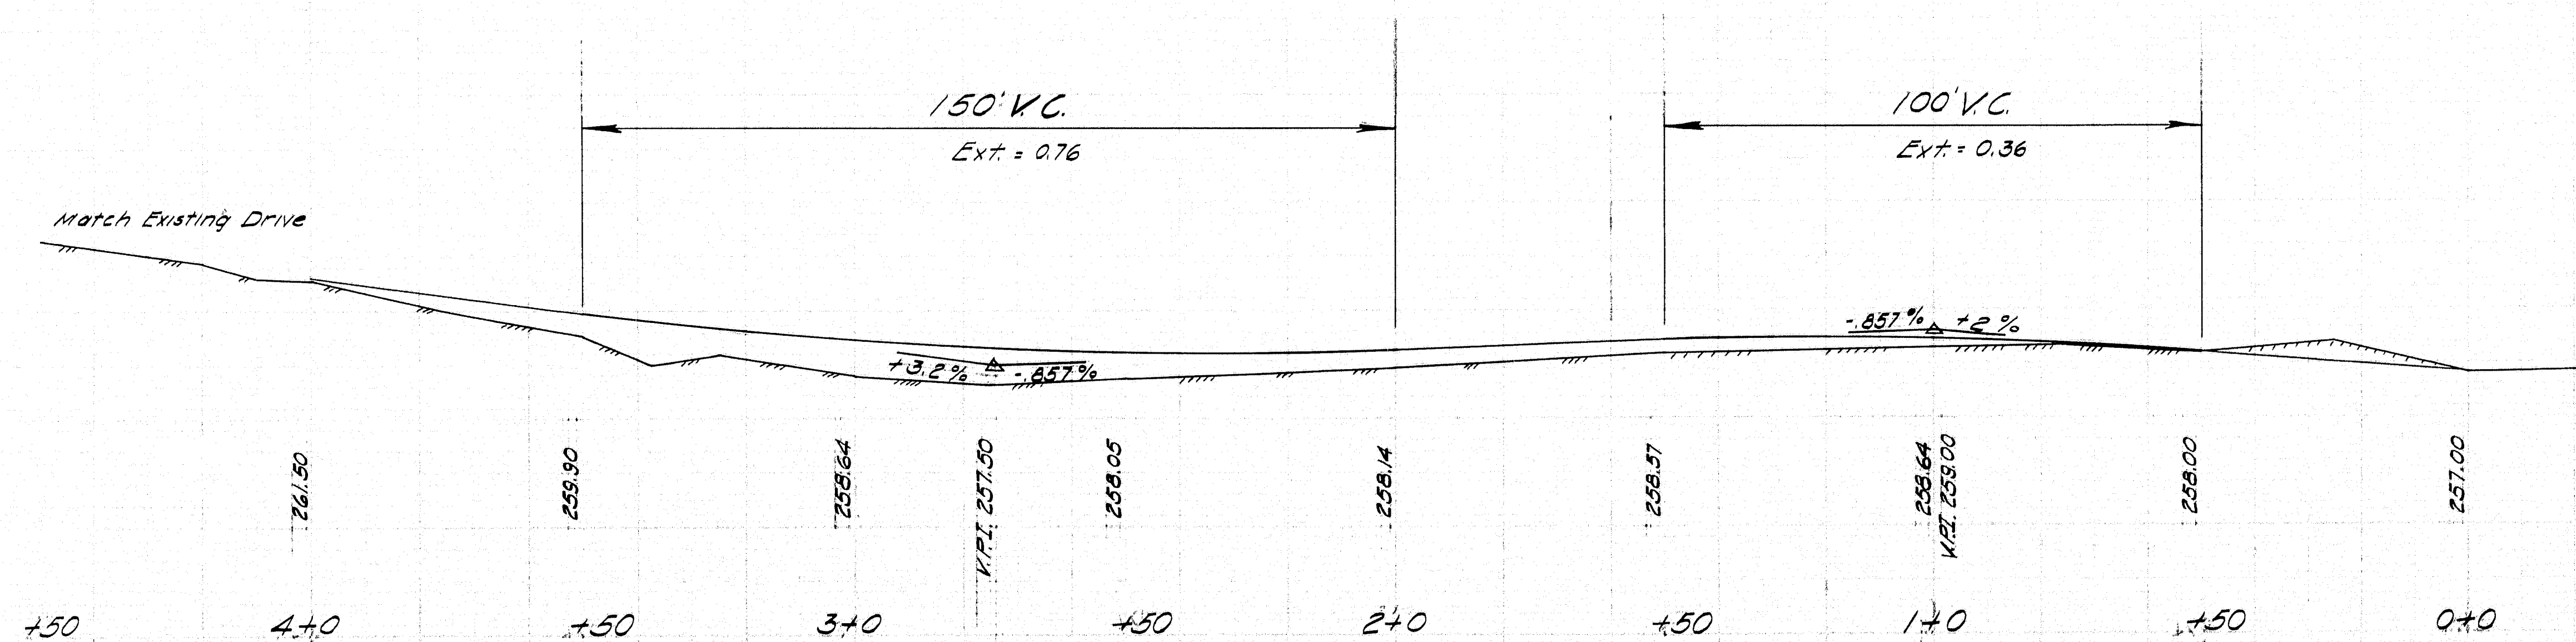 150' V.C.
Ext. = 0.76
100' V.C.
Ext. = 0.36
Match Existing Drive
+3.2% -.857%
-.857% +2%
261.50
259.90
258.64
V.P.I. 257.50
258.05
258.14
258.57
258.64
V.P.I. 259.00
258.00
257.00
+50 4+0 +50 3+0 +50 2+0 +50 1+0 +50 0+0